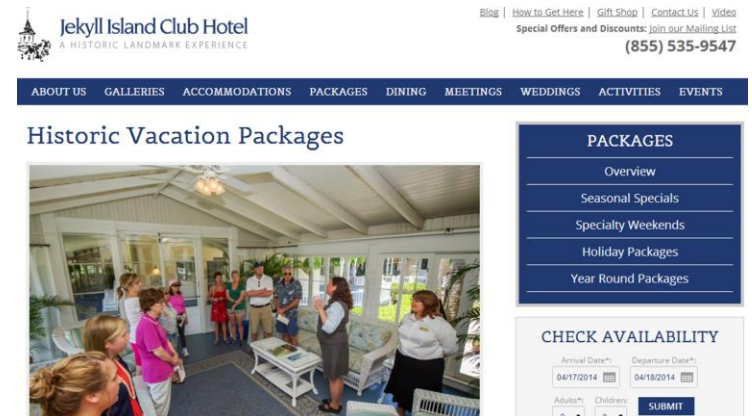 Jekyll Island Club Hotel
A HISTORIC LANDMARK EXPERIENCE
Blog | How to Get Here | Gift Shop | Contact Us | Video
Special Offers and Discounts: Join our Mailing List
(855) 535-9547
ABOUT US GALLERIES ACCOMMODATIONS PACKAGES DINING MEETINGS WEDDINGS ACTIVITIES EVENTS
Historic Vacation Packages
PACKAGES
Overview
Seasonal Specials
Specialty Weekends
Holiday Packages
Year Round Packages
CHECK AVAILABILITY
Arrival Date*: Departure Date*:
04/17/2014 04/18/2014
Adults*: Children:
SUBMIT